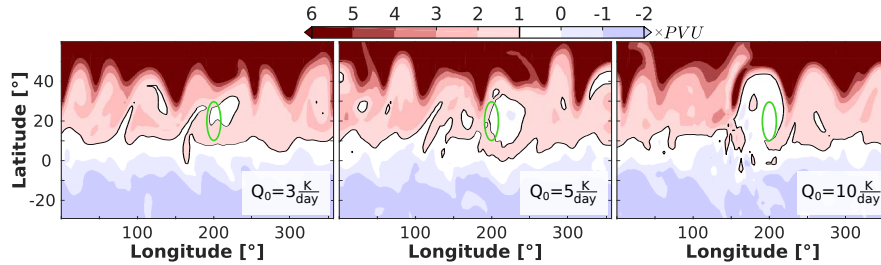 6 5 4 3 2 1 0 -1 -2 ×PVU
Latitude [°]
40
20
0
-20
Q₀=3 K/day
Q₀=5 K/day
Q₀=10 K/day
100 200 300 100 200 300 100 200 300
Longitude [°] Longitude [°] Longitude [°]